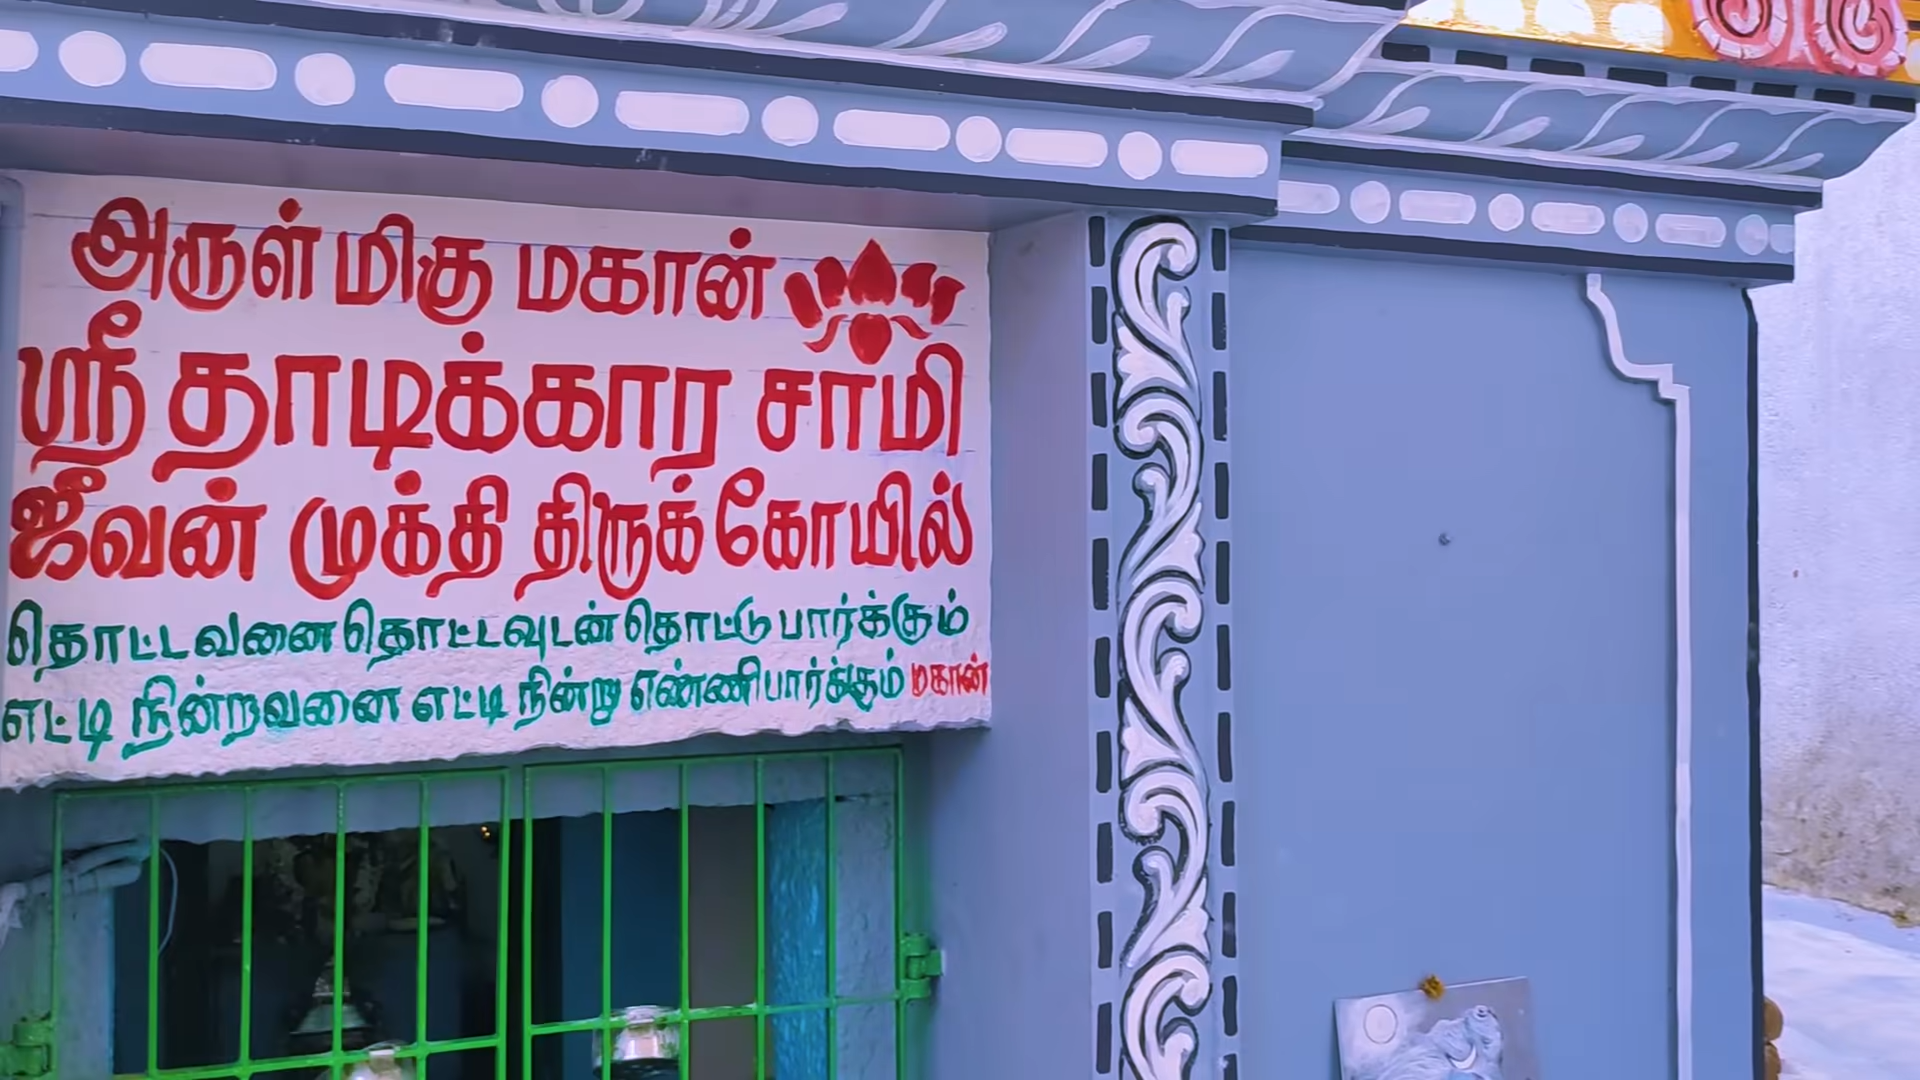 அருள்மிகு மகான்
ஸ்ரீ தாடிக்கார சாமி
ஜீவன் முக்தி திருக்கோயில்
தொட்டவனை தொட்டவுடன் தொட்டு பார்க்கும்
எட்டி நின்றவனை எட்டி நின்று எண்ணி பார்க்கும் மகான்